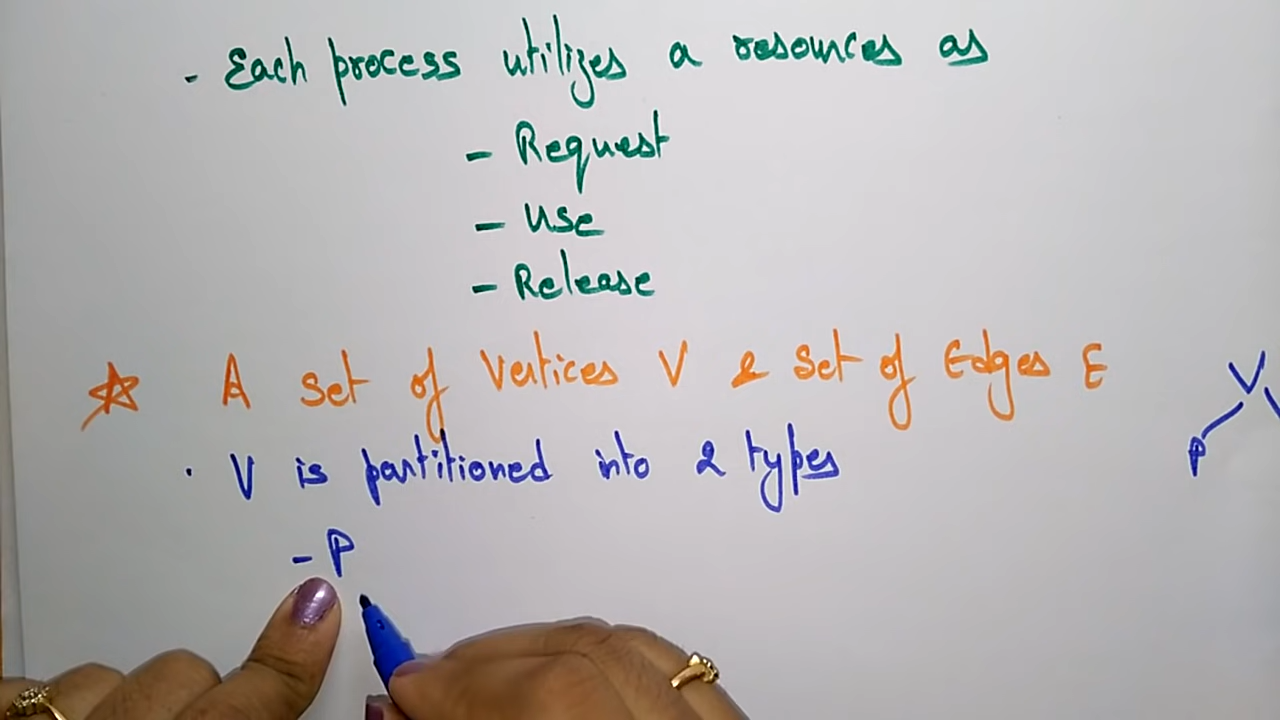 - Each process utilizes a resources as
- Request
- Use
- Release
☆ A set of Vertices V & set of Edges E
· V is partitioned into 2 types
- P
V
P